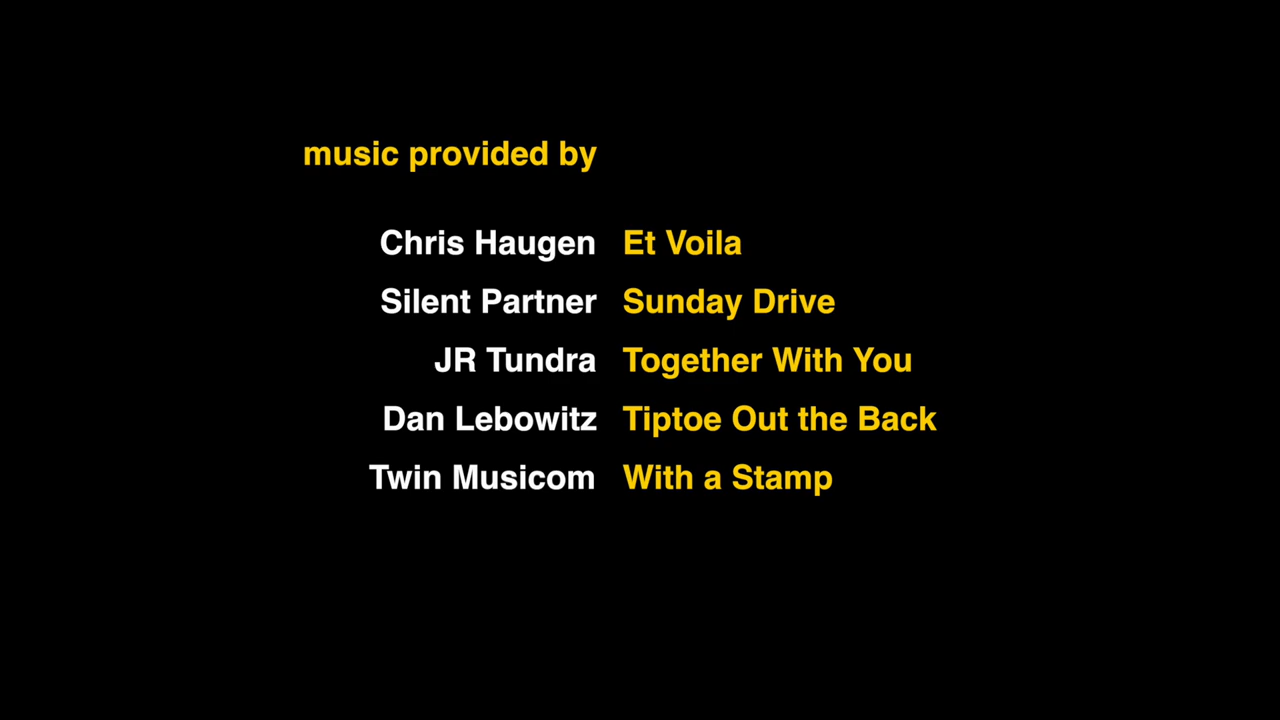 music provided by
Chris Haugen Et Voila
Silent Partner Sunday Drive
JR Tundra Together With You
Dan Lebowitz Tiptoe Out the Back
Twin Musicom With a Stamp